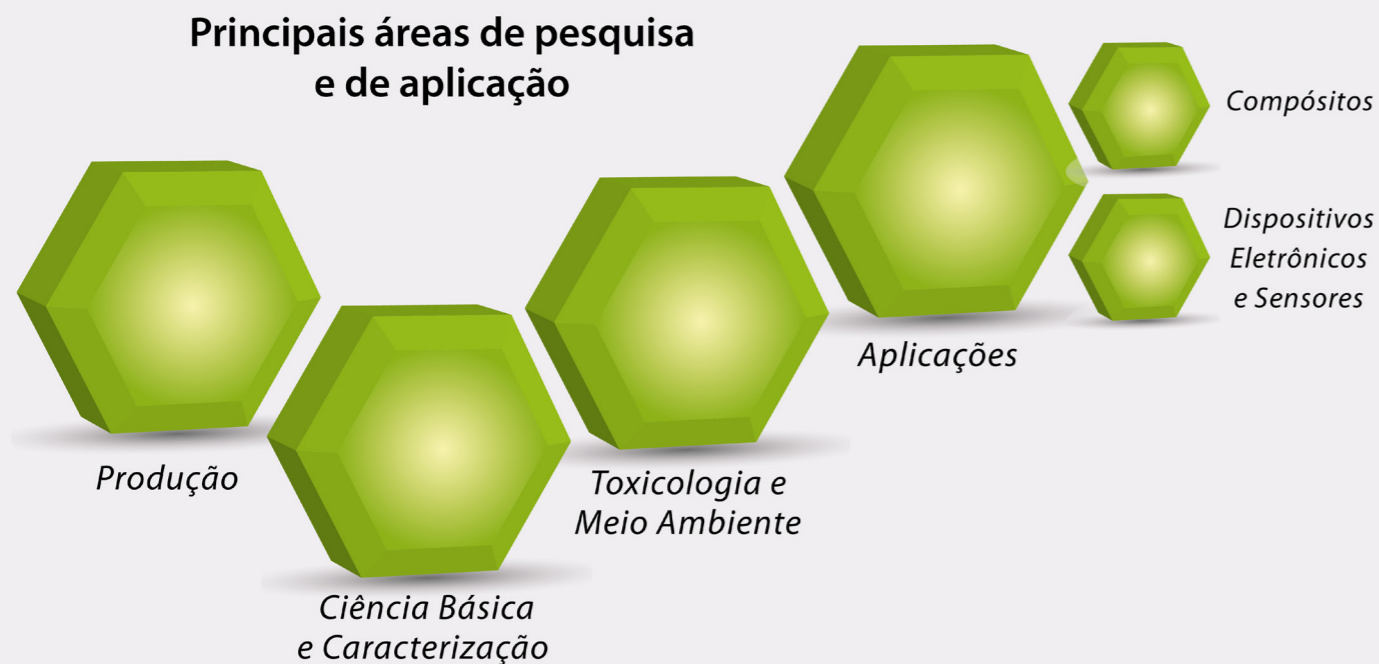 Principais áreas de pesquisa
e de aplicação
Produção
Ciência Básica
e Caracterização
Toxicologia e
Meio Ambiente
Aplicações
Compósitos
Dispositivos
Eletrônicos
e Sensores